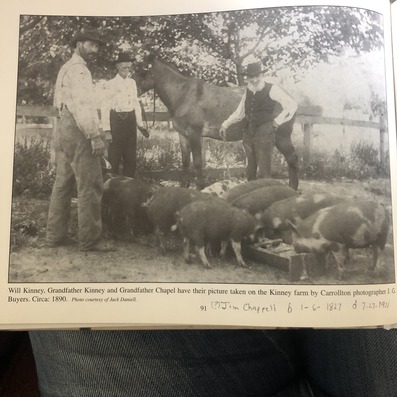 Will Kinney, Grandfather Kinney and Grandfather Chapel have their picture taken on the Kinney farm by Carrollton photographer J. O.
Buyers. Circa: 1890. Photo courtesy of Jack Daniell.
91 (?) Jim Chappell b 1-6-1827 d 7-27-1911